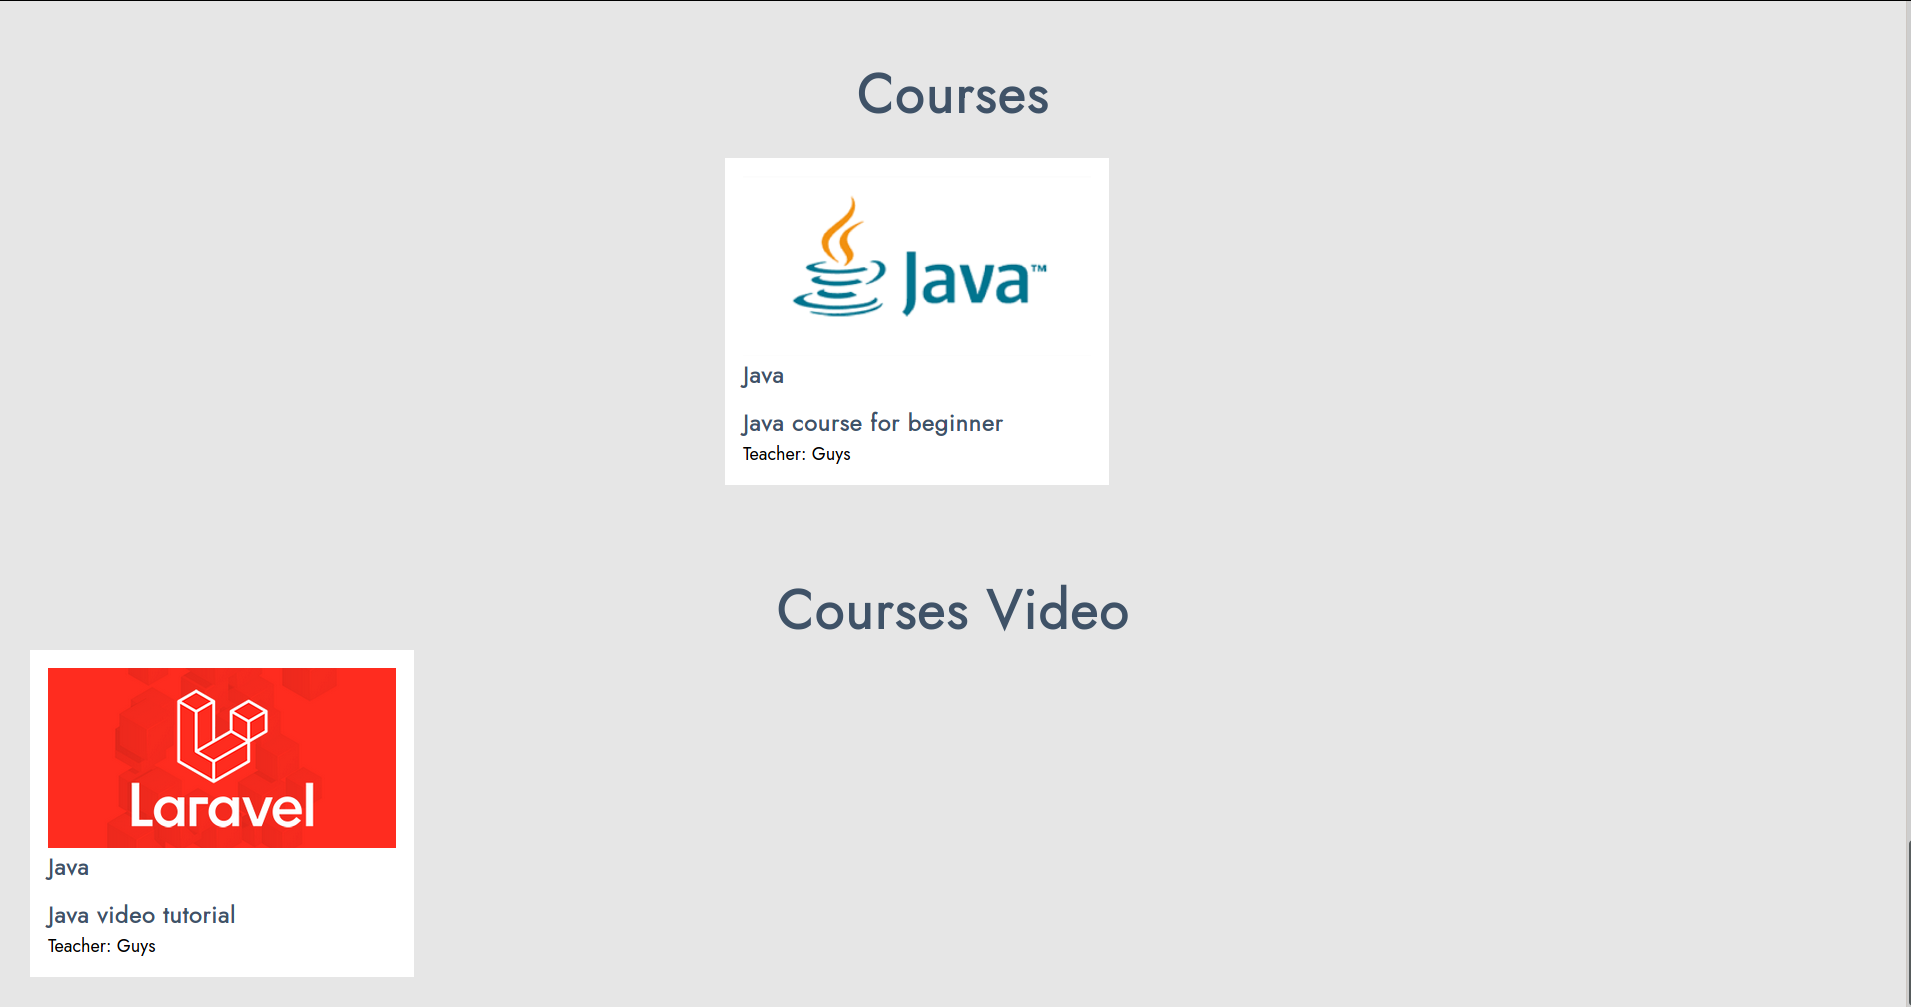 Courses
Java™
Java
Java course for beginner
Teacher: Guys
Courses Video
Laravel
Java
Java video tutorial
Teacher: Guys